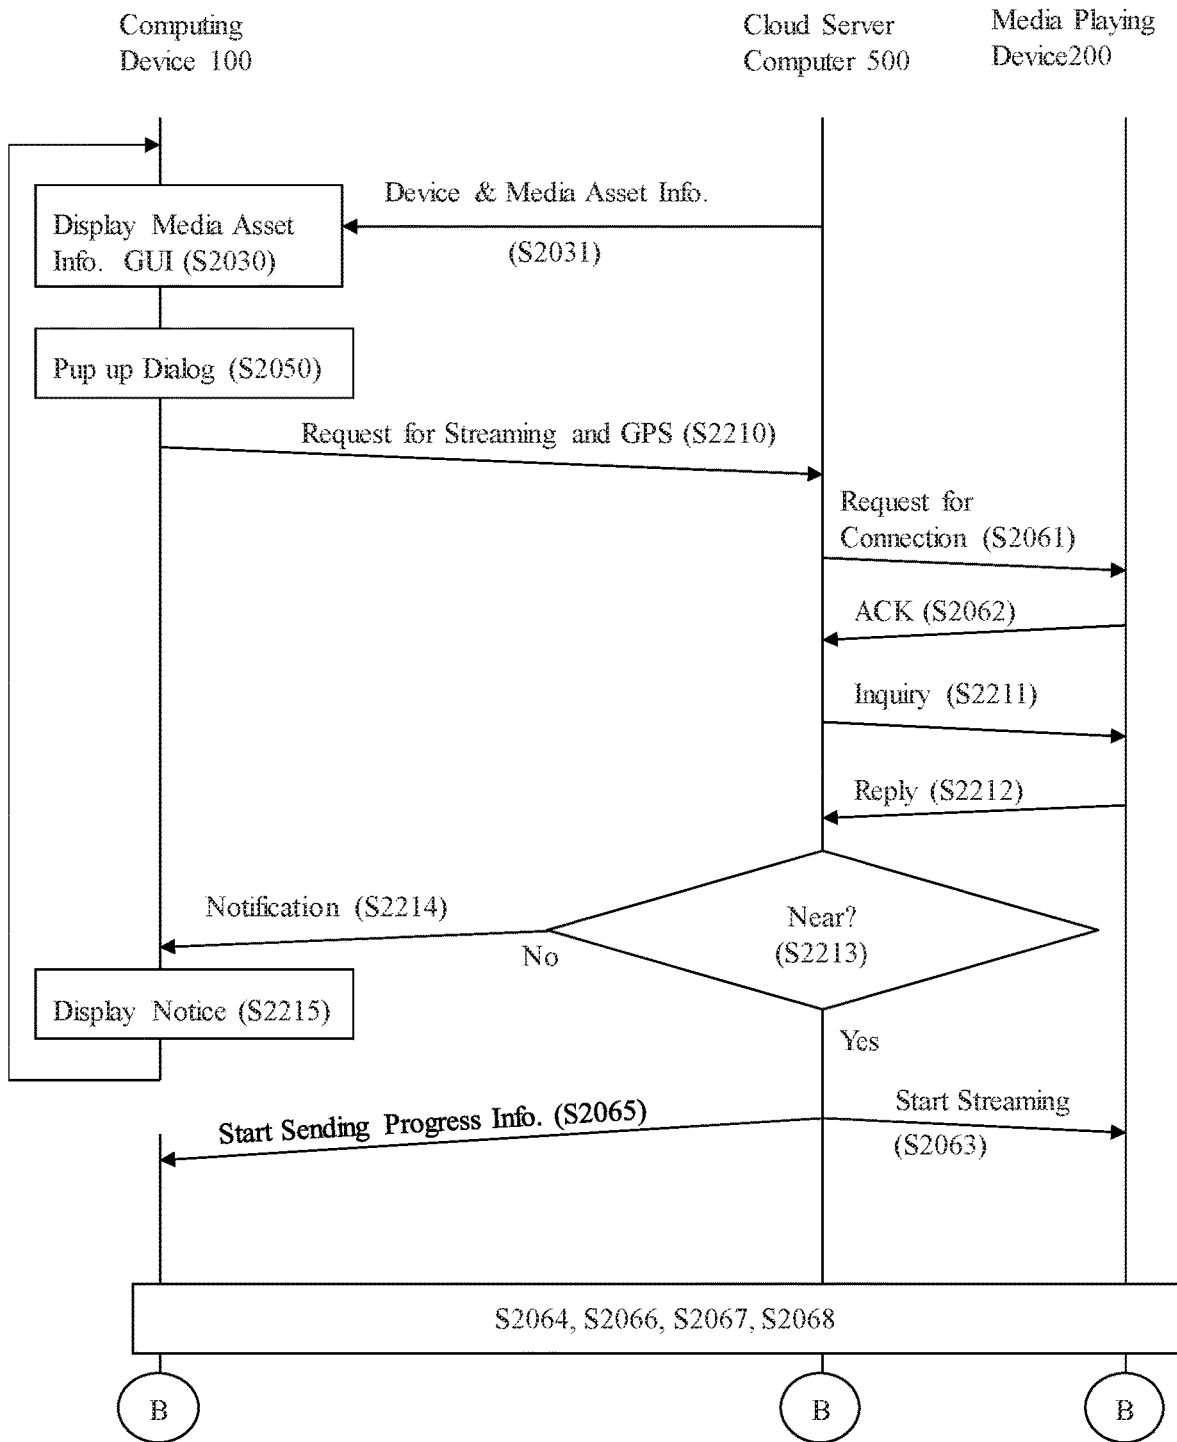 Computing
Device 100
Cloud Server
Computer 500
Media Playing
Device200
Device & Media Asset Info.
(S2031)
Display Media Asset
Info. GUI (S2030)
Pup up Dialog (S2050)
Request for Streaming and GPS (S2210)
Request for
Connection (S2061)
ACK (S2062)
Inquiry (S2211)
Reply (S2212)
Notification (S2214)
No
Near?
(S2213)
Display Notice (S2215)
Yes
Start Sending Progress Info. (S2065)
Start Streaming
(S2063)
S2064, S2066, S2067, S2068
B
B
B